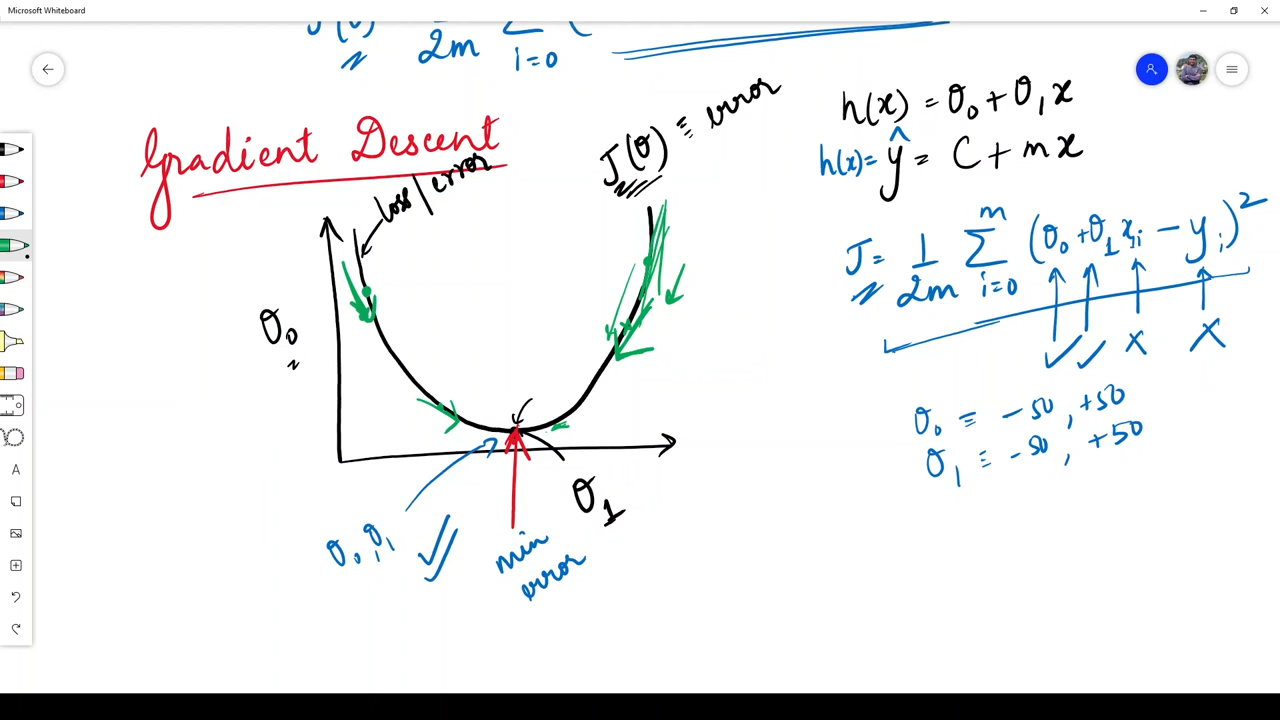 Microsoft Whiteboard
J(θ) 1/2m Σ i=0 (
Gradient Descent
loss/error
J(θ) ≡ error
h(x) = θ₀ + θ₁x
h(x) = ŷ = C + mx
J = 1/2m Σ i=0 m (θ₀ + θ₁xᵢ - yᵢ)²
✓ ✓ X X
θ₀ ≡ -50, +50
θ₁ ≡ -50, +50
θ₀
θ₁
θ₀, θ₁
min
error
A